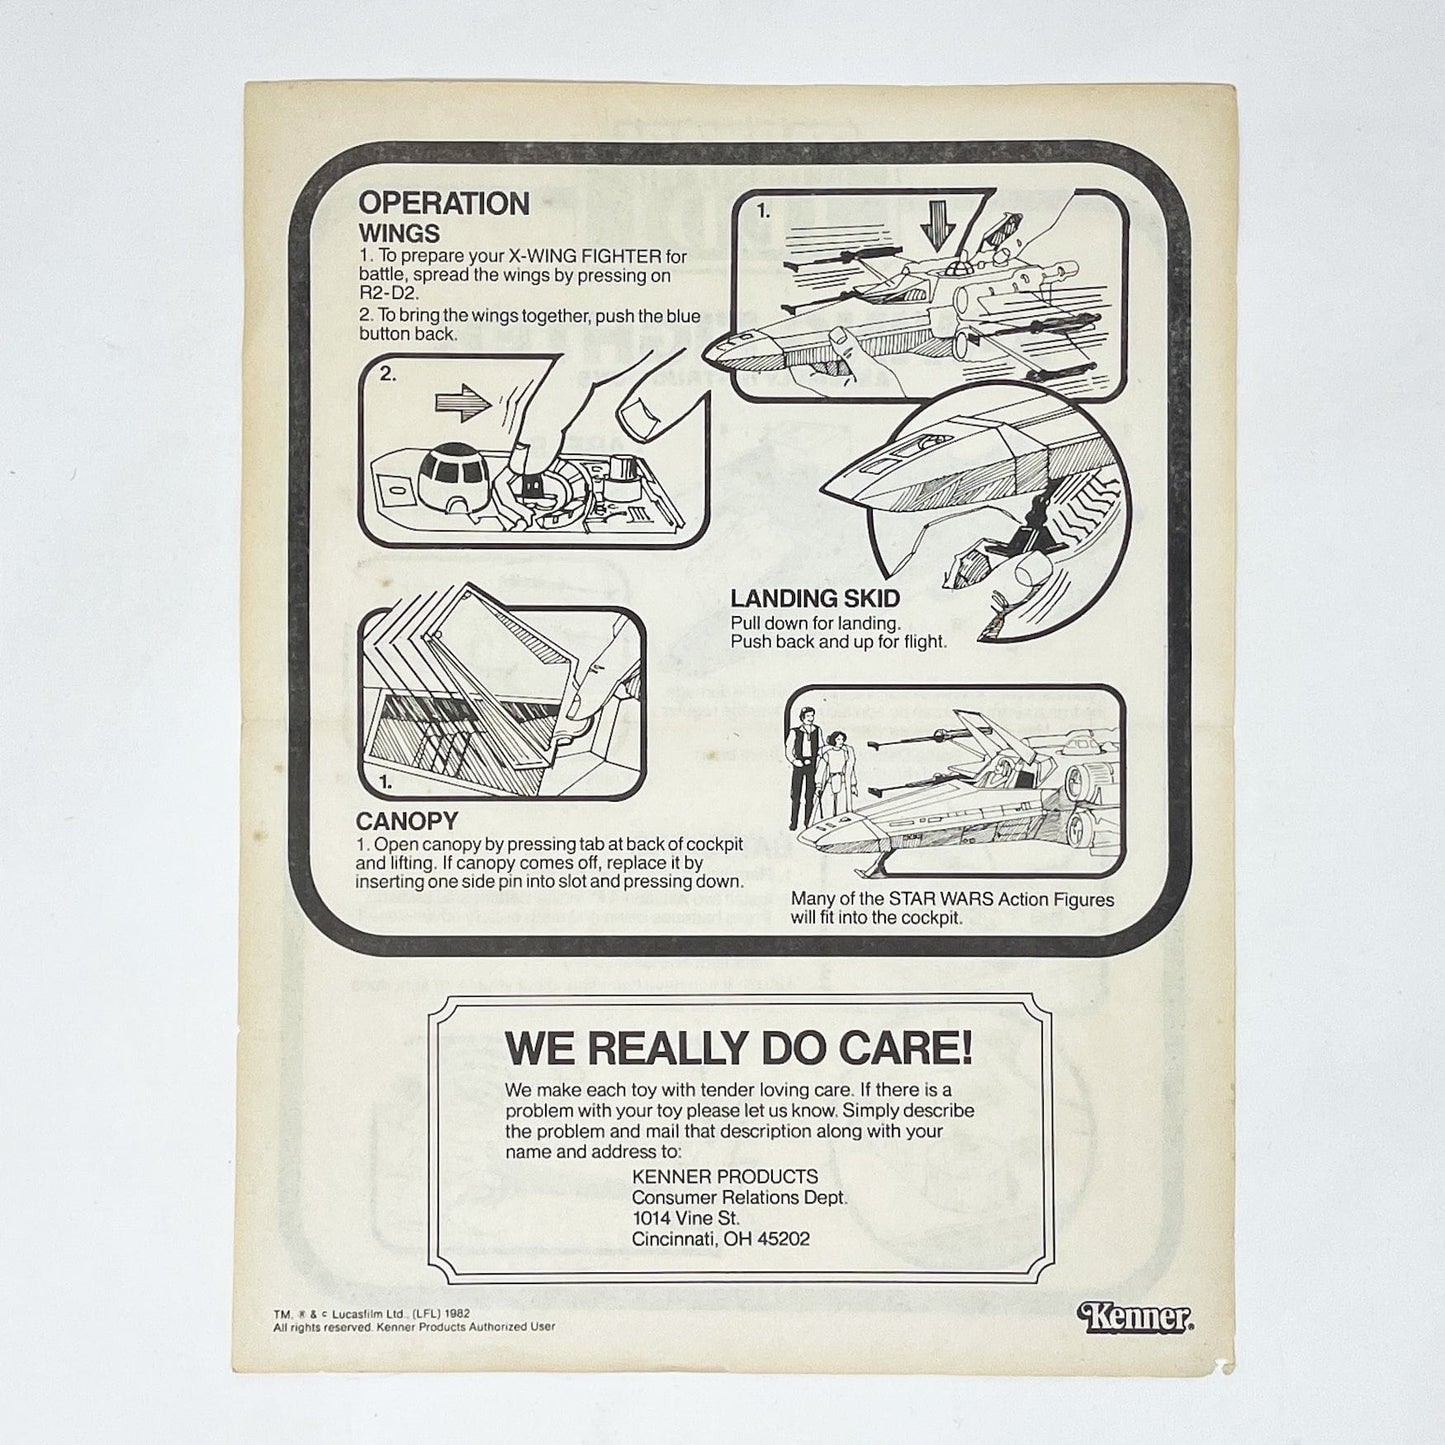 OPERATION
WINGS
1. To prepare your X-WING FIGHTER for
battle, spread the wings by pressing on
R2-D2.
2. To bring the wings together, push the blue
button back.
1.
2.
LANDING SKID
Pull down for landing.
Push back and up for flight.
1.
CANOPY
1. Open canopy by pressing tab at back of cockpit
and lifting. If canopy comes off, replace it by
inserting one side pin into slot and pressing down.
Many of the STAR WARS Action Figures
will fit into the cockpit.
WE REALLY DO CARE!
We make each toy with tender loving care. If there is a
problem with your toy please let us know. Simply describe
the problem and mail that description along with your
name and address to:
KENNER PRODUCTS
Consumer Relations Dept.
1014 Vine St.
Cincinnati, OH 45202
TM, ® & © Lucasfilm Ltd. (LFL) 1982
All rights reserved. Kenner Products Authorized User
Kenner®